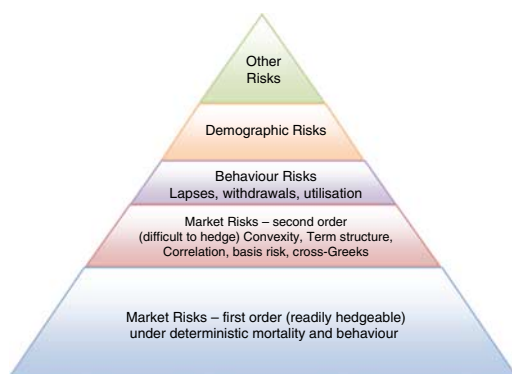 Other
Risks
Demographic Risks
Behaviour Risks
Lapses, withdrawals, utilisation
Market Risks – second order
(difficult to hedge) Convexity, Term structure,
Correlation, basis risk, cross-Greeks
Market Risks – first order (readily hedgeable)
under deterministic mortality and behaviour